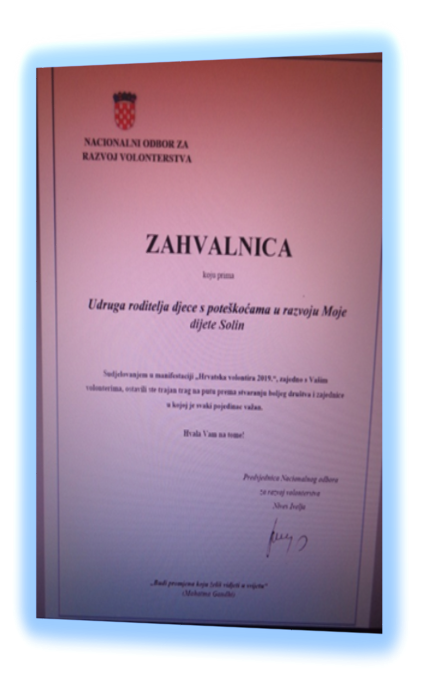 NACIONALNI ODBOR ZA
RAZVOJ VOLONTERSTVA
ZAHVALNICA
koju prima
Udruga roditelja djece s poteškoćama u razvoju Moje
dijete Solin
Sudjelovanjem u manifestaciji „Hrvatska volontira 2015.“, zajedno s Vašim
volonterima, ostavili ste trajan trag na putu prema stvaranju boljeg društva i zajednice
u kojoj je svaki pojedinac važan.
Hvala Vam na tome!
Predsjednica Nacionalnog odbora
za razvoj volonterstva
„Budi promjena koju želiš vidjeti u svijetu“
(Mahatma Gandhi)